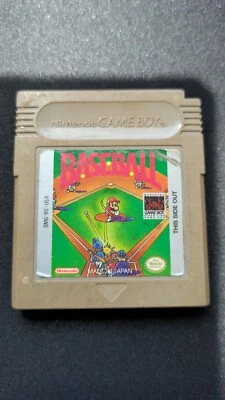 Nintendo GAME BOY
BASEBALL
DMG-BS-USA
THIS SIDE OUT
Nintendo
MADE IN JAPAN